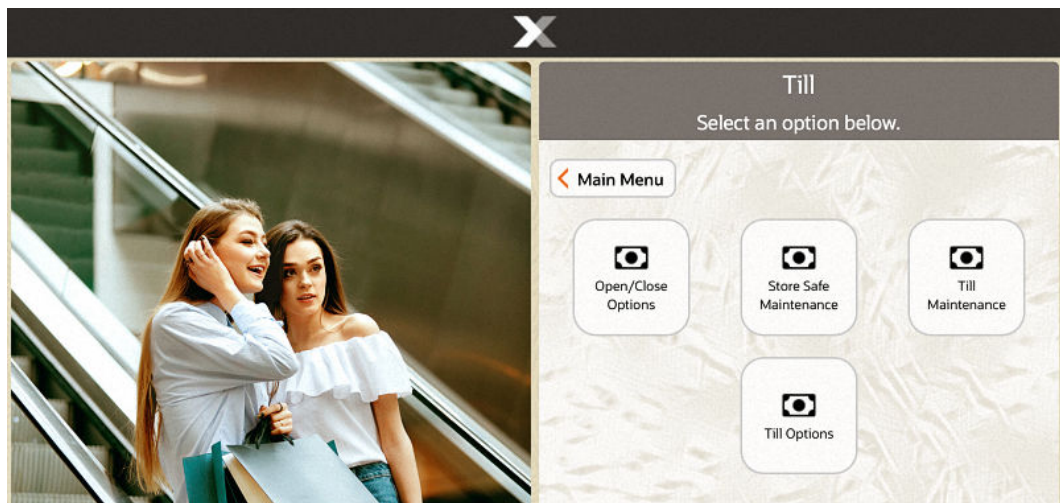 Till
Select an option below.
Main Menu
Open/Close
Options
Store Safe
Maintenance
Till
Maintenance
Till Options